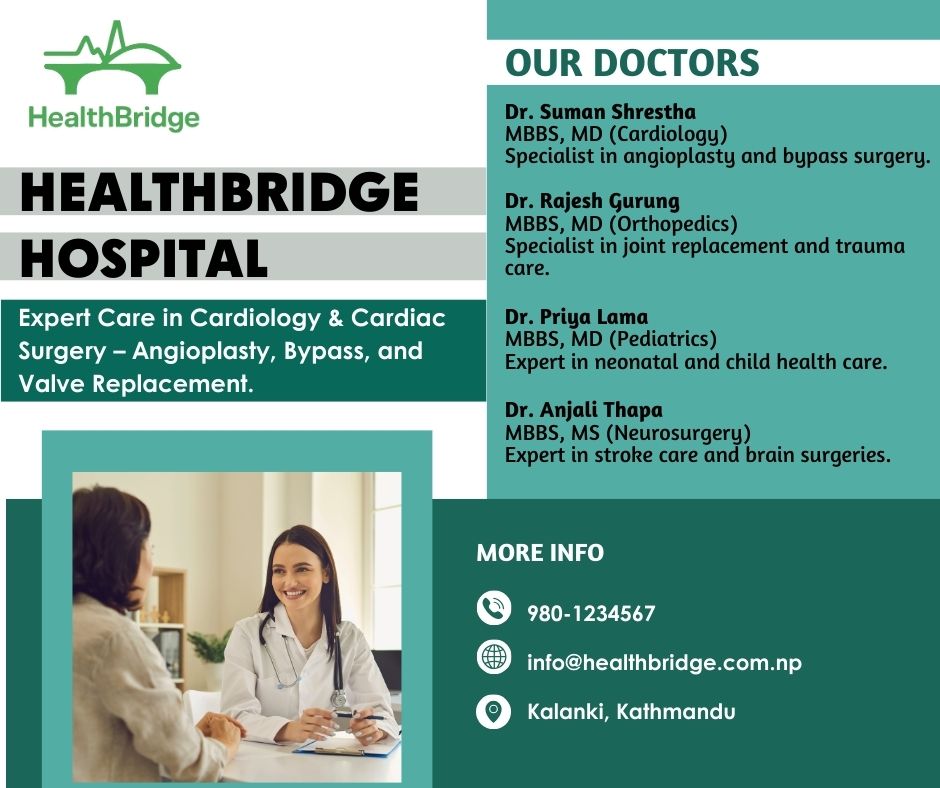 HealthBridge
HEALTHBRIDGE
HOSPITAL
Expert Care in Cardiology & Cardiac
Surgery – Angioplasty, Bypass, and
Valve Replacement.
OUR DOCTORS
Dr. Suman Shrestha
MBBS, MD (Cardiology)
Specialist in angioplasty and bypass surgery.
Dr. Rajesh Gurung
MBBS, MD (Orthopedics)
Specialist in joint replacement and trauma
care.
Dr. Priya Lama
MBBS, MD (Pediatrics)
Expert in neonatal and child health care.
Dr. Anjali Thapa
MBBS, MS (Neurosurgery)
Expert in stroke care and brain surgeries.
MORE INFO
980-1234567
info@healthbridge.com.np
Kalanki, Kathmandu